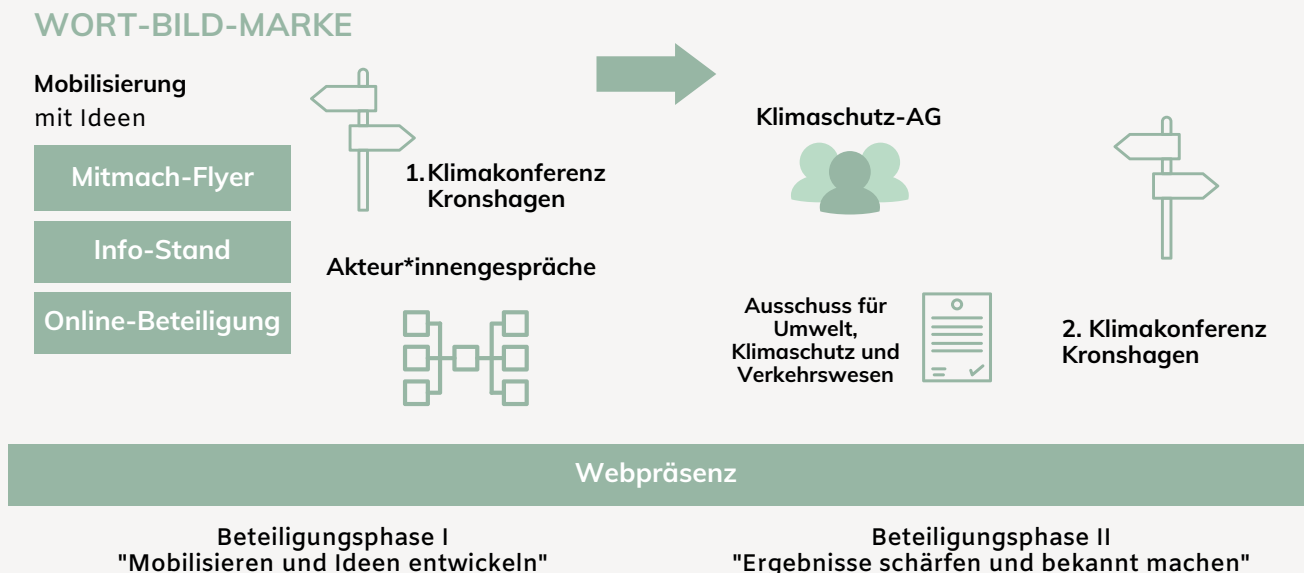 WORT-BILD-MARKE
Mobilisierung
mit Ideen
Mitmach-Flyer
Info-Stand
Online-Beteiligung
1. Klimakonferenz
Kronshagen
Akteur*innengespräche
Klimaschutz-AG
Ausschuss für
Umwelt,
Klimaschutz und
Verkehrswesen
2. Klimakonferenz
Kronshagen
Webpräsenz
Beteiligungsphase I
"Mobilisieren und Ideen entwickeln"
Beteiligungsphase II
"Ergebnisse schärfen und bekannt machen"